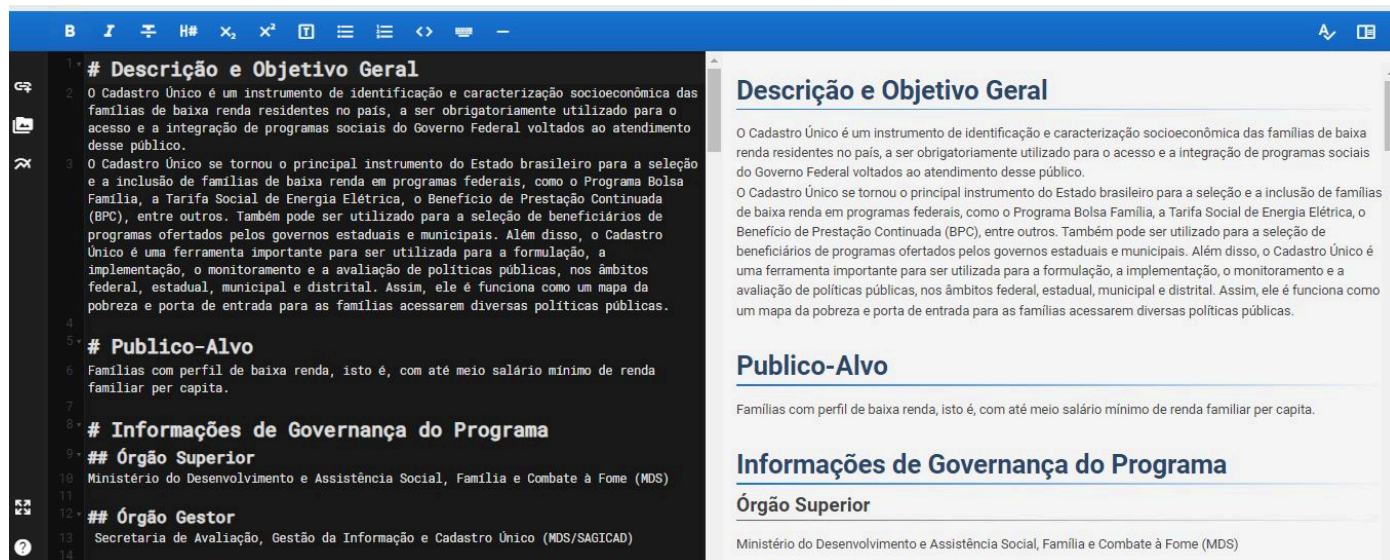 B I T H# X₂ X² T <> —
1 # Descrição e Objetivo Geral
2 O Cadastro Único é um instrumento de identificação e caracterização socioeconômica das
famílias de baixa renda residentes no país, a ser obrigatoriamente utilizado para o
acesso e a integração de programas sociais do Governo Federal voltados ao atendimento
desse público.
3 O Cadastro Único se tornou o principal instrumento do Estado brasileiro para a seleção
e a inclusão de famílias de baixa renda em programas federais, como o Programa Bolsa
Família, a Tarifa Social de Energia Elétrica, o Benefício de Prestação Continuada
(BPC), entre outros. Também pode ser utilizado para a seleção de beneficiários de
programas ofertados pelos governos estaduais e municipais. Além disso, o Cadastro
Único é uma ferramenta importante para ser utilizada para a formulação, a
implementação, o monitoramento e a avaliação de políticas públicas, nos âmbitos
federal, estadual, municipal e distrital. Assim, ele é funciona como um mapa da
pobreza e porta de entrada para as famílias acessarem diversas políticas públicas.
4
5 # Publico-Alvo
6 Famílias com perfil de baixa renda, isto é, com até meio salário mínimo de renda
familiar per capita.
7
8 # Informações de Governança do Programa
9 ## Órgão Superior
10 Ministério do Desenvolvimento e Assistência Social, Família e Combate à Fome (MDS)
11
12 ## Órgão Gestor
13 Secretaria de Avaliação, Gestão da Informação e Cadastro Único (MDS/SAGICAD)
14
Descrição e Objetivo Geral
O Cadastro Único é um instrumento de identificação e caracterização socioeconômica das famílias de baixa
renda residentes no país, a ser obrigatoriamente utilizado para o acesso e a integração de programas sociais
do Governo Federal voltados ao atendimento desse público.
O Cadastro Único se tornou o principal instrumento do Estado brasileiro para a seleção e a inclusão de famílias
de baixa renda em programas federais, como o Programa Bolsa Família, a Tarifa Social de Energia Elétrica, o
Benefício de Prestação Continuada (BPC), entre outros. Também pode ser utilizado para a seleção de
beneficiários de programas ofertados pelos governos estaduais e municipais. Além disso, o Cadastro Único é
uma ferramenta importante para ser utilizada para a formulação, a implementação, o monitoramento e a
avaliação de políticas públicas, nos âmbitos federal, estadual, municipal e distrital. Assim, ele é funciona como
um mapa da pobreza e porta de entrada para as famílias acessarem diversas políticas públicas.
Publico-Alvo
Famílias com perfil de baixa renda, isto é, com até meio salário mínimo de renda familiar per capita.
Informações de Governança do Programa
Órgão Superior
Ministério do Desenvolvimento e Assistência Social, Família e Combate à Fome (MDS)